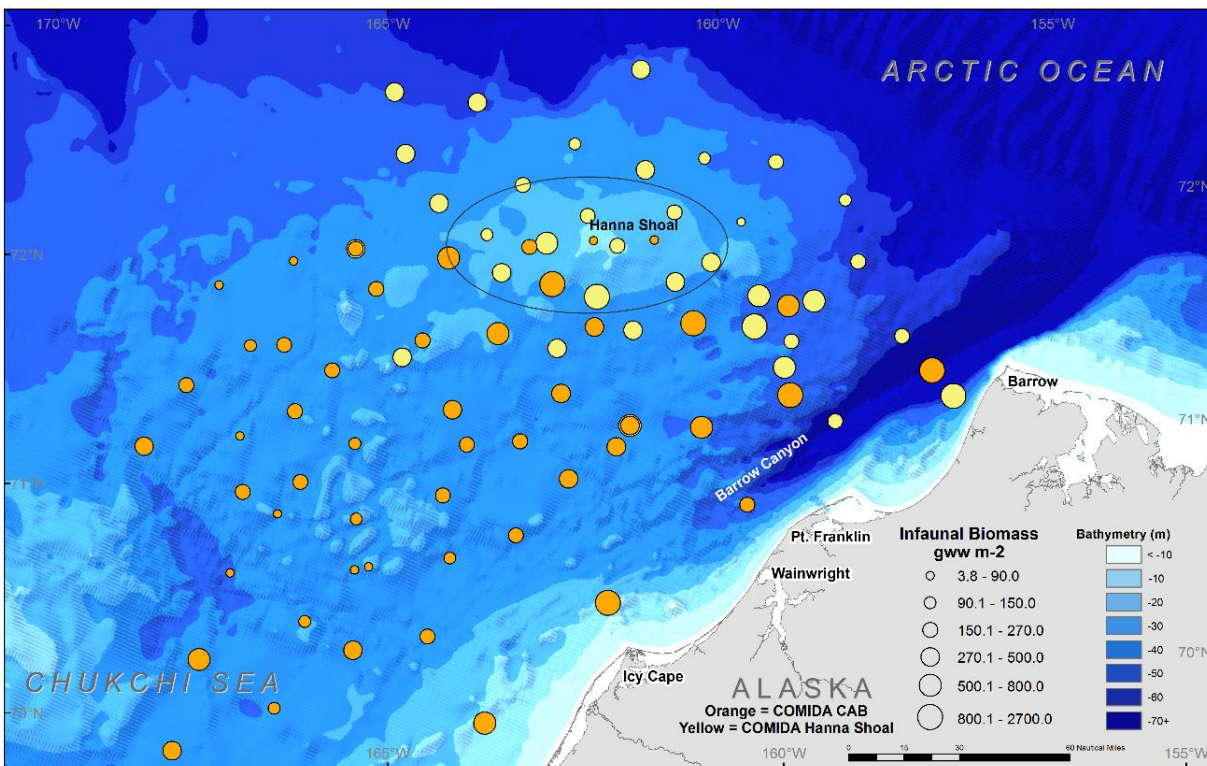 170°W
165°W
160°W
155°W
ARCTIC OCEAN
72°N
Hanna Shoal
72°N
Barrow
71°N
Barrow Canyon
71°N
Pt. Franklin
Wainwright
Infaunal Biomass
gww m-2
3.8 - 90.0
90.1 - 150.0
150.1 - 270.0
270.1 - 500.0
500.1 - 800.0
800.1 - 2700.0
Bathymetry (m)
< -10
-10
-20
-30
-40
-50
-60
-70+
70°N
Icy Cape
CHUKCHI SEA
ALASKA
Orange = COMIDA CAB
Yellow = COMIDA Hanna Shoal
70°N
0 15 30 60 Nautical Miles
165°W
160°W
155°W